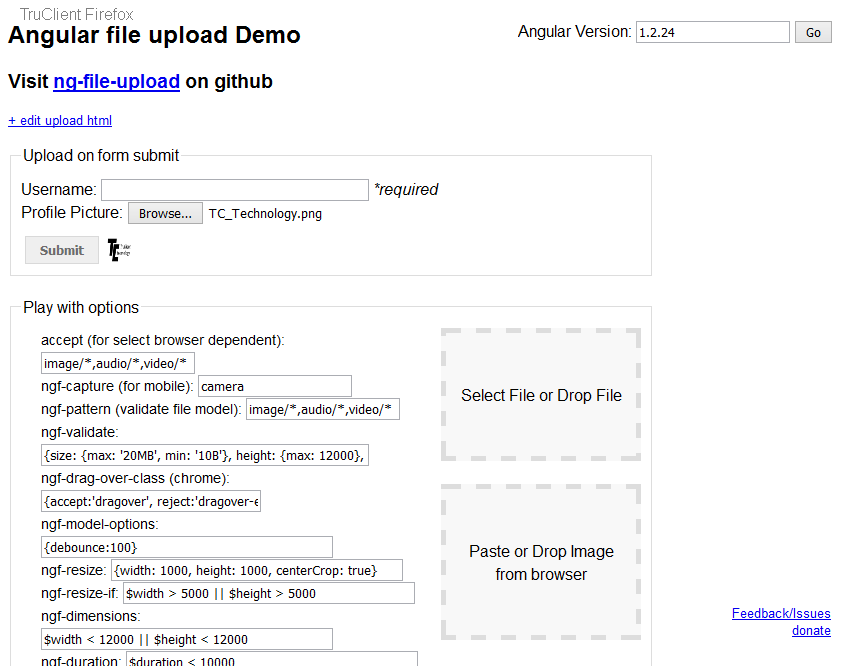 TruClient Firefox
Angular file upload Demo
Angular Version: 1.2.24 Go
Visit ng-file-upload on github
+ edit upload html
Upload on form submit
Username: *required
Profile Picture: Browse... TC_Technology.png
Submit
Play with options
accept (for select browser dependent):
image/*,audio/*,video/*
ngf-capture (for mobile): camera
ngf-pattern (validate file model): image/*,audio/*,video/*
ngf-validate:
{size: {max: '20MB', min: '10B'}, height: {max: 12000},
ngf-drag-over-class (chrome):
{accept:'dragover', reject:'dragover-e
ngf-model-options:
{debounce:100}
ngf-resize: {width: 1000, height: 1000, centerCrop: true}
ngf-resize-if: $width > 5000 || $height > 5000
ngf-dimensions:
$width < 12000 || $height < 12000
ngf-duration: $duration < 10000
Select File or Drop File
Paste or Drop Image
from browser
Feedback/Issues
donate